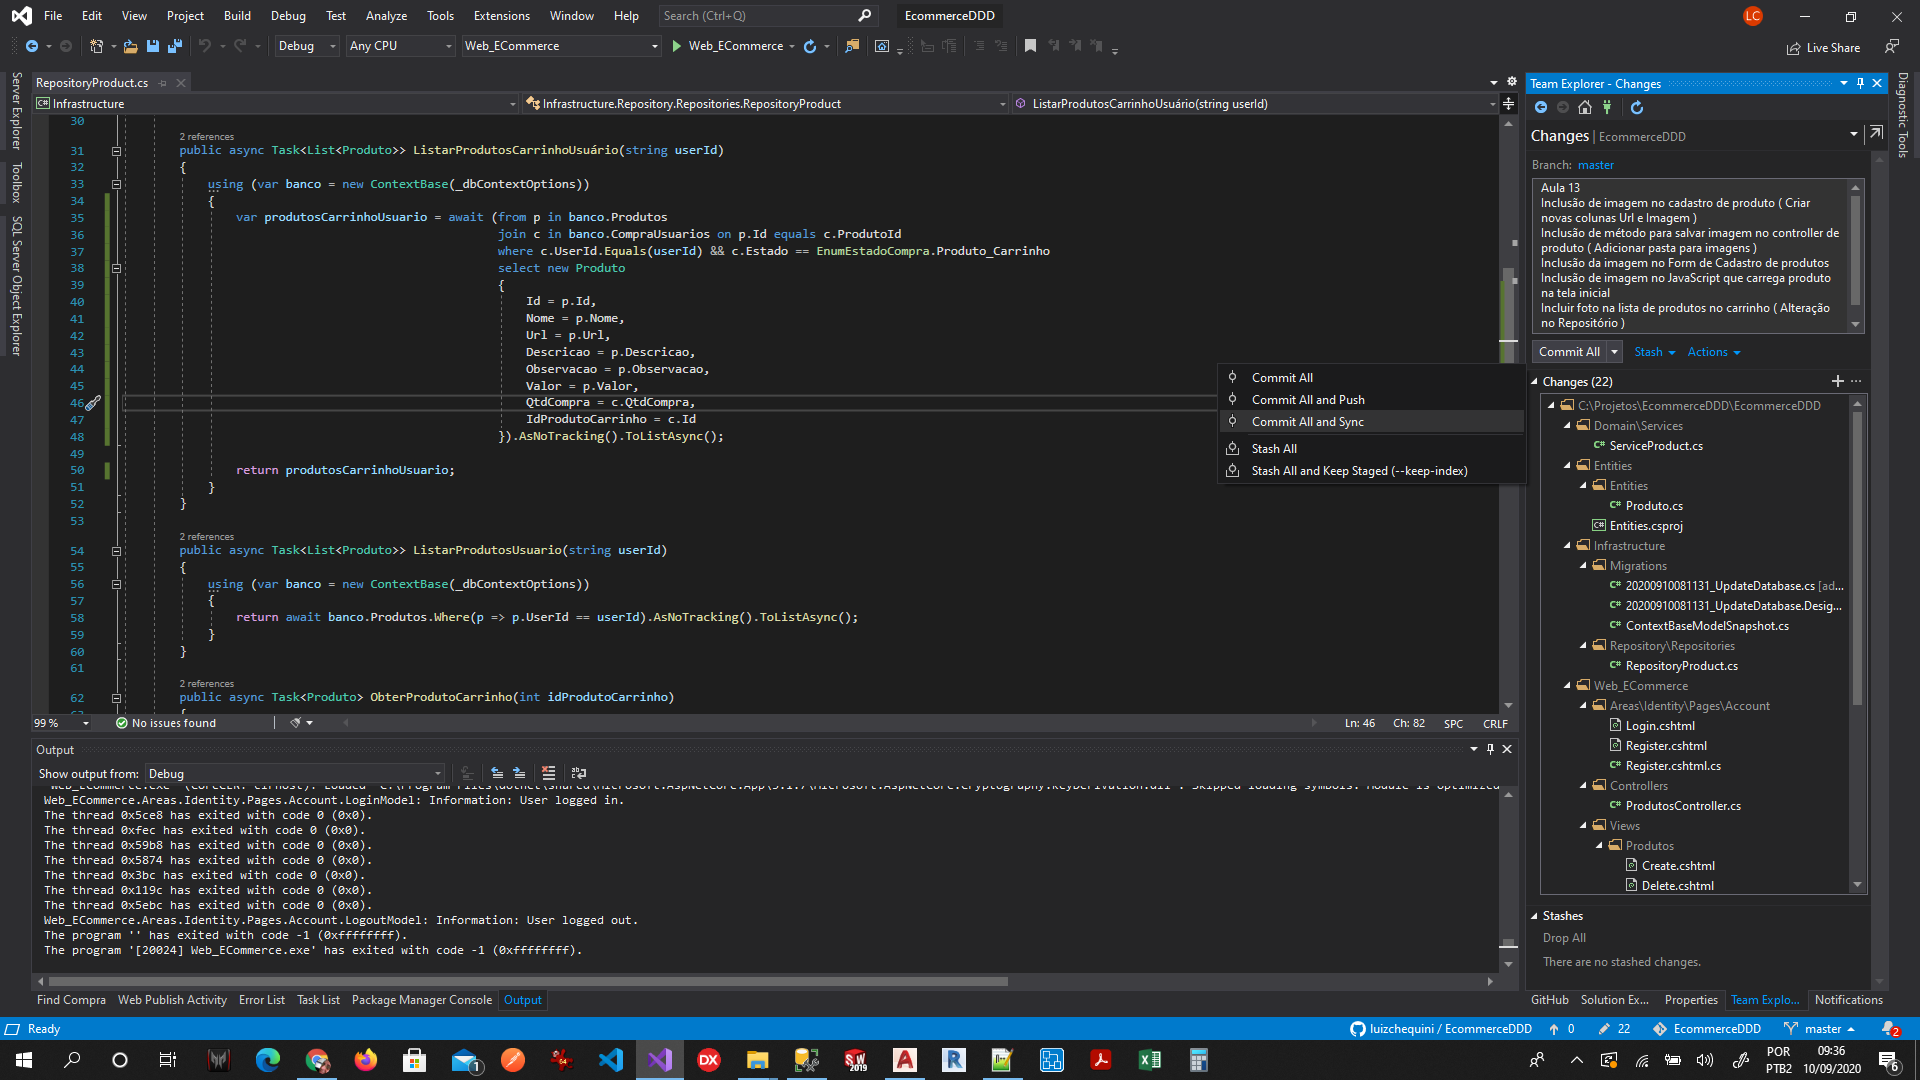 File Edit View Project Build Debug Test Analyze Tools Extensions Window Help Search (Ctrl+Q) EcommerceDDD LC
Debug Any CPU Web_ECommerce Web_ECommerce Live Share
Server Explorer
Toolbox
SQL Server Object Explorer
RepositoryProduct.cs
Infrastructure Infrastructure.Repository.Repositories.RepositoryProduct ListarProdutosCarrinhoUsuário(string userId)
30
2 references
31 public async Task<List<Produto>> ListarProdutosCarrinhoUsuário(string userId)
32 {
33 using (var banco = new ContextBase(_dbContextOptions))
34 {
35 var produtosCarrinhoUsuario = await (from p in banco.Produtos
36 join c in banco.CompraUsuarios on p.Id equals c.ProdutoId
37 where c.UserId.Equals(userId) && c.Estado == EnumEstadoCompra.Produto_Carrinho
38 select new Produto
39 {
40 Id = p.Id,
41 Nome = p.Nome,
42 Url = p.Url,
43 Descricao = p.Descricao,
44 Observacao = p.Observacao,
45 Valor = p.Valor,
46 QtdCompra = c.QtdCompra,
47 IdProdutoCarrinho = c.Id
48 }).AsNoTracking().ToListAsync();
49
50 return produtosCarrinhoUsuario;
51 }
52 }
53
2 references
54 public async Task<List<Produto>> ListarProdutosUsuario(string userId)
55 {
56 using (var banco = new ContextBase(_dbContextOptions))
57 {
58 return await banco.Produtos.Where(p => p.UserId == userId).AsNoTracking().ToListAsync();
59 }
60 }
61
2 references
62 public async Task<Produto> ObterProdutoCarrinho(int idProdutoCarrinho)
99 % No issues found Ln: 46 Ch: 82 SPC CRLF
Commit All
Commit All and Push
Commit All and Sync
Stash All
Stash All and Keep Staged (--keep-index)
Output
Show output from: Debug
Web_ECommerce.Areas.Identity.Pages.Account.LoginModel: Information: User logged in.
The thread 0x5ce8 has exited with code 0 (0x0).
The thread 0xfec has exited with code 0 (0x0).
The thread 0x59b8 has exited with code 0 (0x0).
The thread 0x5874 has exited with code 0 (0x0).
The thread 0x3bc has exited with code 0 (0x0).
The thread 0x119c has exited with code 0 (0x0).
The thread 0x5ebc has exited with code 0 (0x0).
Web_ECommerce.Areas.Identity.Pages.Account.LogoutModel: Information: User logged out.
The program '' has exited with code -1 (0xffffffff).
The program '[20024] Web_ECommerce.exe' has exited with code -1 (0xffffffff).
Find Compra Web Publish Activity Error List Task List Package Manager Console Output
Team Explorer - Changes
Diagnostic Tools
Changes | EcommerceDDD
Branch: master
Aula 13
Inclusão de imagem no cadastro de produto ( Criar
novas colunas Url e Imagem )
Inclusão de método para salvar imagem no controller de
produto ( Adicionar pasta para imagens )
Inclusão da imagem no Form de Cadastro de produtos
Inclusão de imagem no JavaScript que carrega produto
na tela inicial
Incluir foto na lista de produtos no carrinho ( Alteração
no Repositório )
Commit All Stash Actions
Changes (22)
C:\Projetos\EcommerceDDD\EcommerceDDD
Domain\Services
C# ServiceProduct.cs
Entities
Entities
C# Produto.cs
C# Entities.csproj
Infrastructure
Migrations
C# 20200910081131_UpdateDatabase.cs [ad...
C# 20200910081131_UpdateDatabase.Desig...
C# ContextBaseModelSnapshot.cs
Repository\Repositories
C# RepositoryProduct.cs
Web_ECommerce
Areas\Identity\Pages\Account
Login.cshtml
Register.cshtml
Register.cshtml.cs
Controllers
C# ProdutosController.cs
Views
Produtos
Create.cshtml
Delete.cshtml
Stashes
Drop All
There are no stashed changes.
GitHub Solution Ex... Properties Team Explo... Notifications
Ready luizchequini / EcommerceDDD 0 22 EcommerceDDD master 2
64 1 DX SW 2019 A R POR 09:36
PTB2 10/09/2020 6